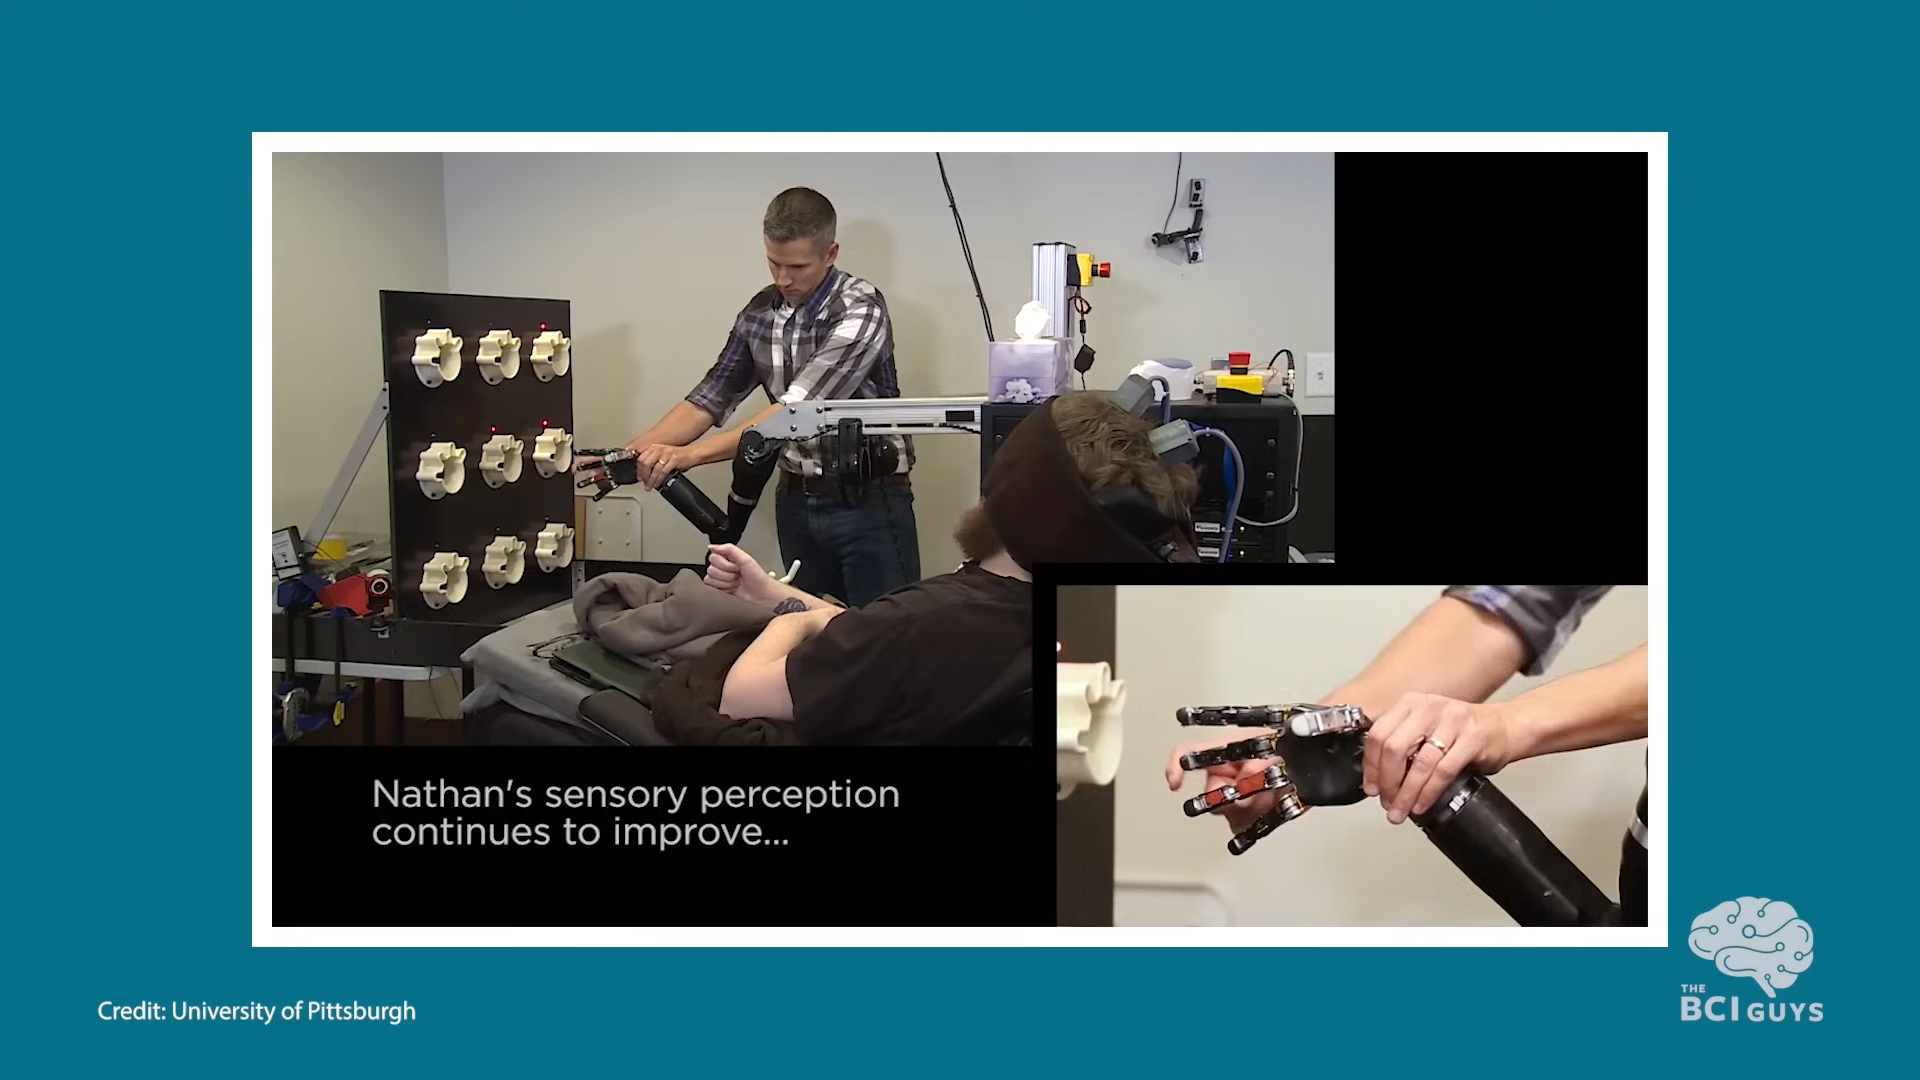 Nathan's sensory perception
continues to improve...
Credit: University of Pittsburgh
THE
BCI GUYS